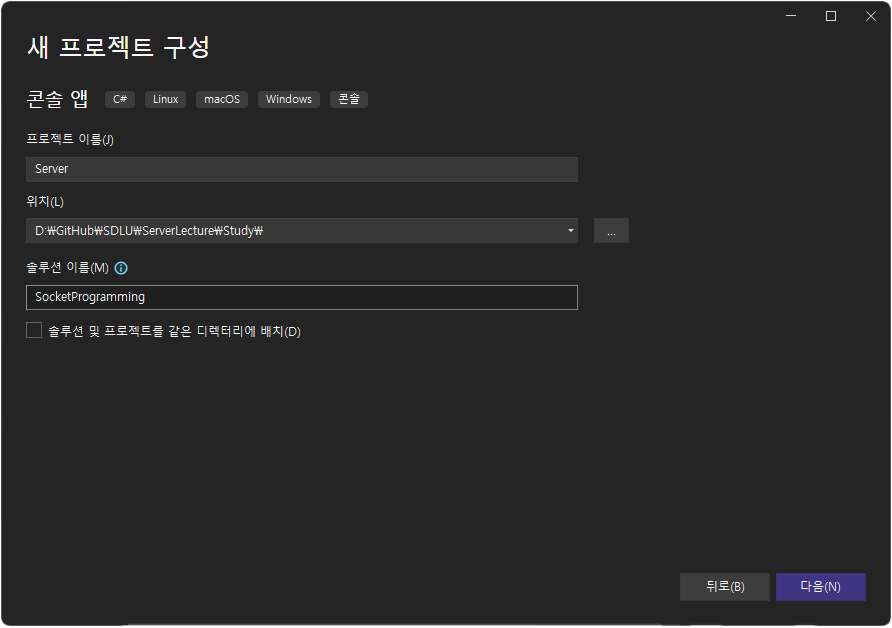 새 프로젝트 구성
콘솔 앱 C# Linux macOS Windows 콘솔
프로젝트 이름(J)
Server
위치(L)
D:₩GitHub₩SDLU₩ServerLecture₩Study₩
...
솔루션 이름(M)
SocketProgramming
솔루션 및 프로젝트를 같은 디렉터리에 배치(D)
뒤로(B) 다음(N)